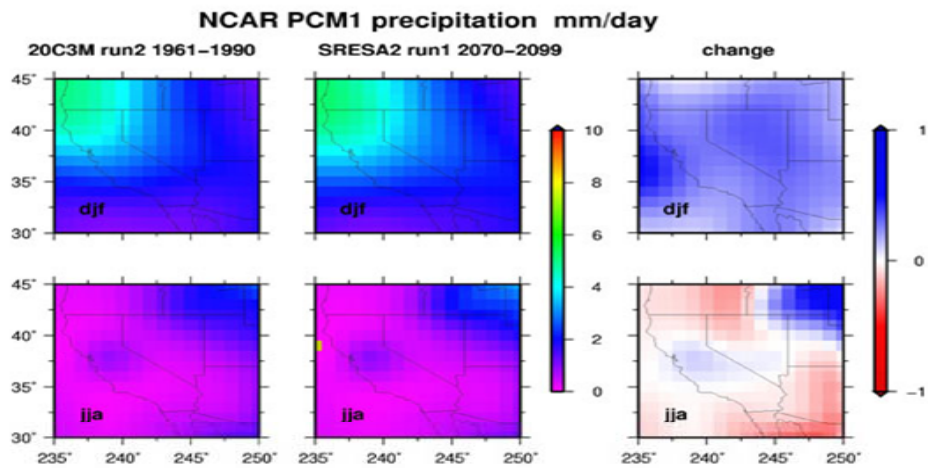 NCAR PCM1 precipitation mm/day
20C3M run2 1961–1990 SRESA2 run1 2070–2099 change
45°
40°
35°
30°
djf
djf
10
8
6
4
2
0
djf
1
0
−1
45°
40°
35°
30°
jja
jja
jja
235° 240° 245° 250°
235° 240° 245° 250°
235° 240° 245° 250°